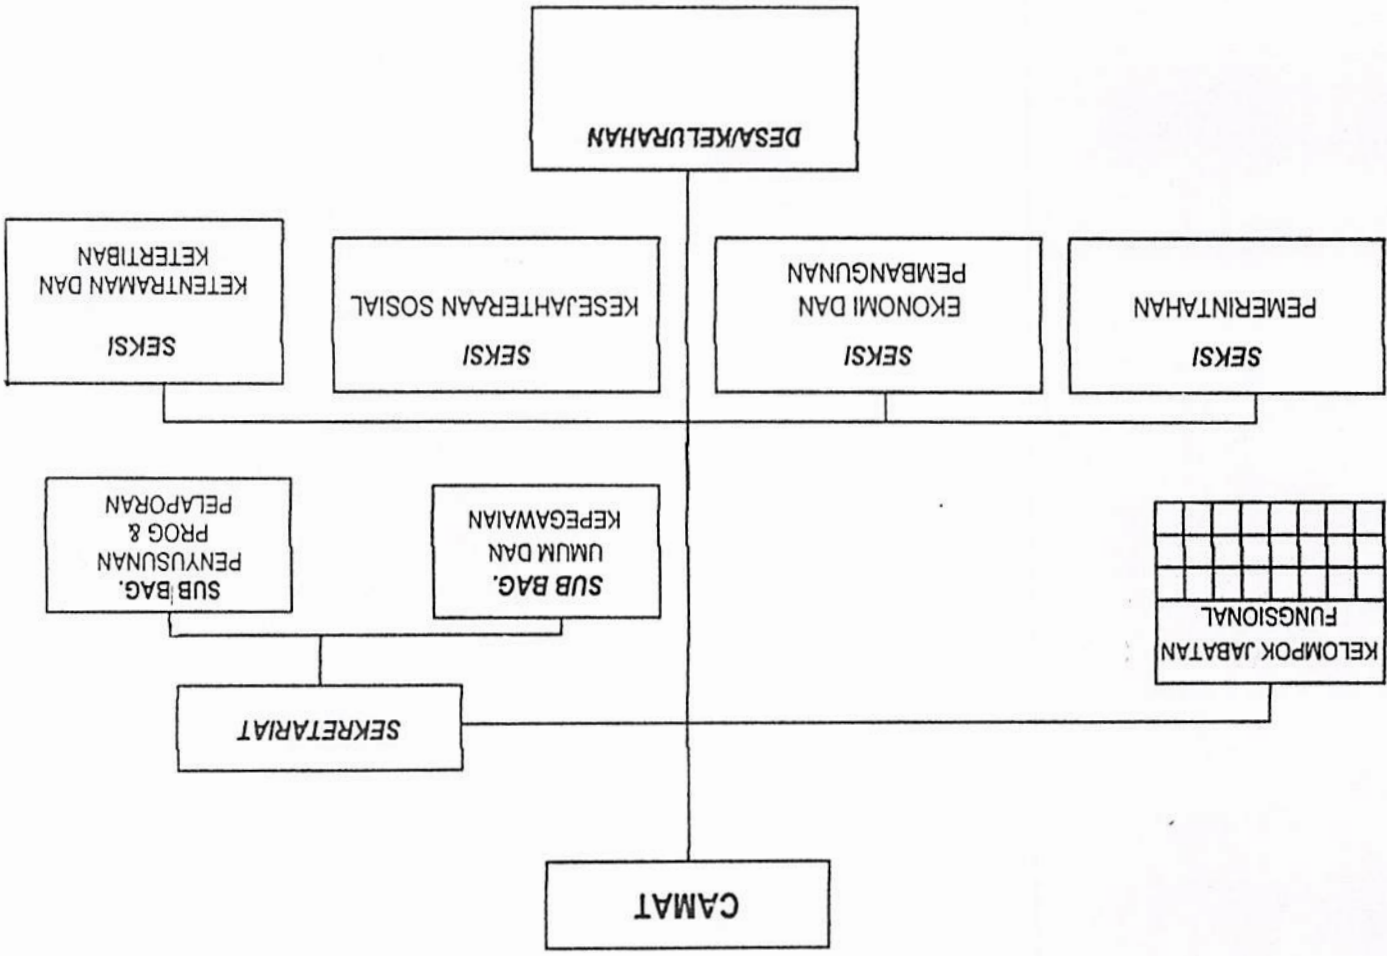 CAMAT
SEKRETARIAT
KELOMPOK JABATAN
FUNGSIONAL
SUB BAG.
UMUM DAN
KEPEGAWAIAN
SUB BAG.
PENYUSUNAN
PROG &
PELAPORAN
SEKSI
PEMERINTAHAN
SEKSI
EKONOMI DAN
PEMBANGUNAN
SEKSI
KESEJAHTERAAN SOSIAL
SEKSI
KETENTRAMAN DAN
KETERTIBAN
DESA/KELURAHAN